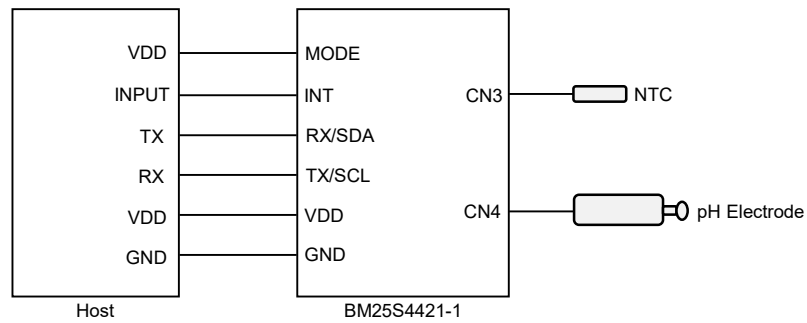 VDD MODE
INPUT INT CN3 NTC
TX RX/SDA
RX TX/SCL
VDD VDD CN4 pH Electrode
GND GND
Host BM25S4421-1